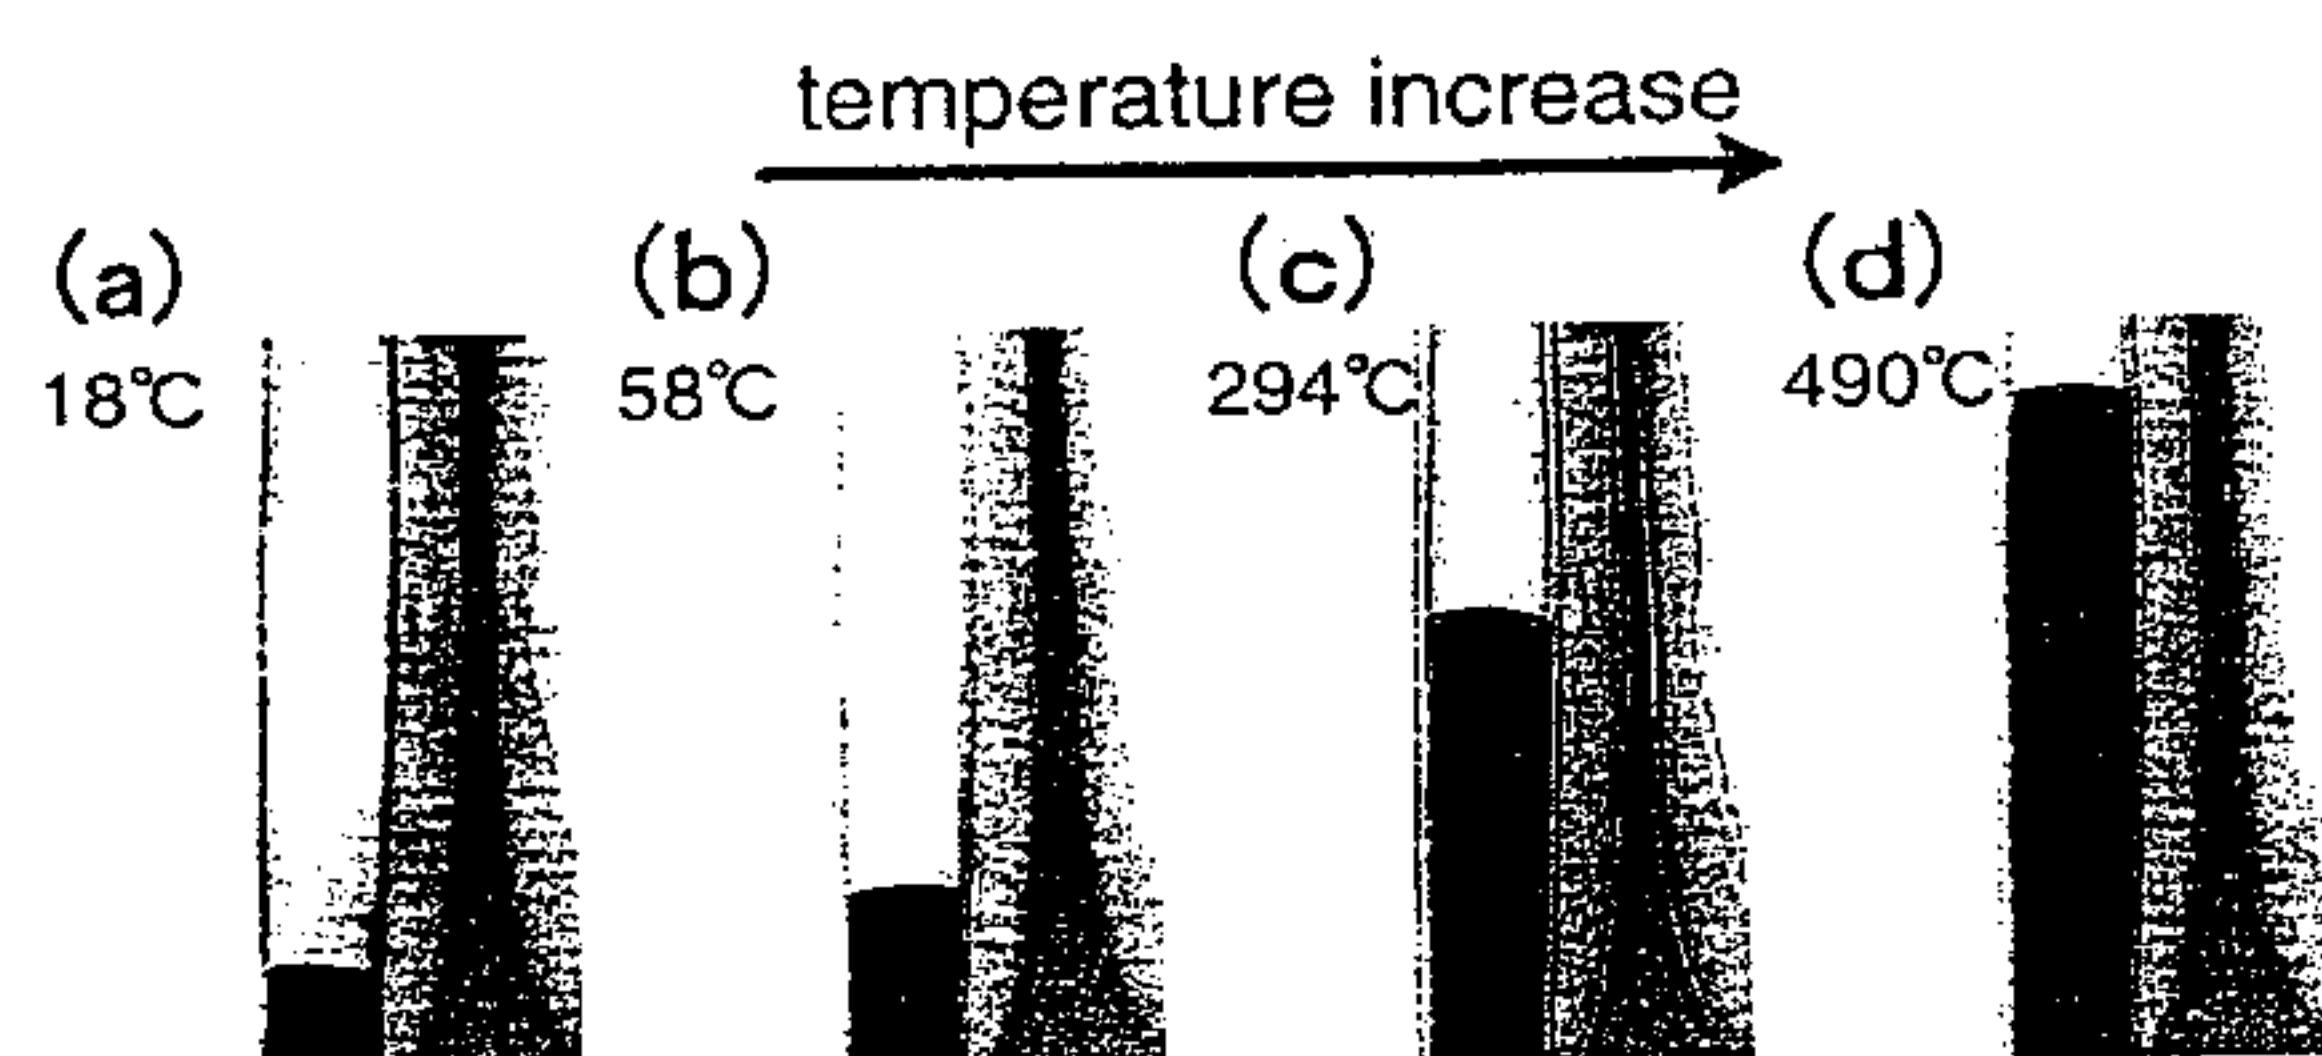 temperature increase
(a)
18℃
(b)
58℃
(c)
294℃
(d)
490℃